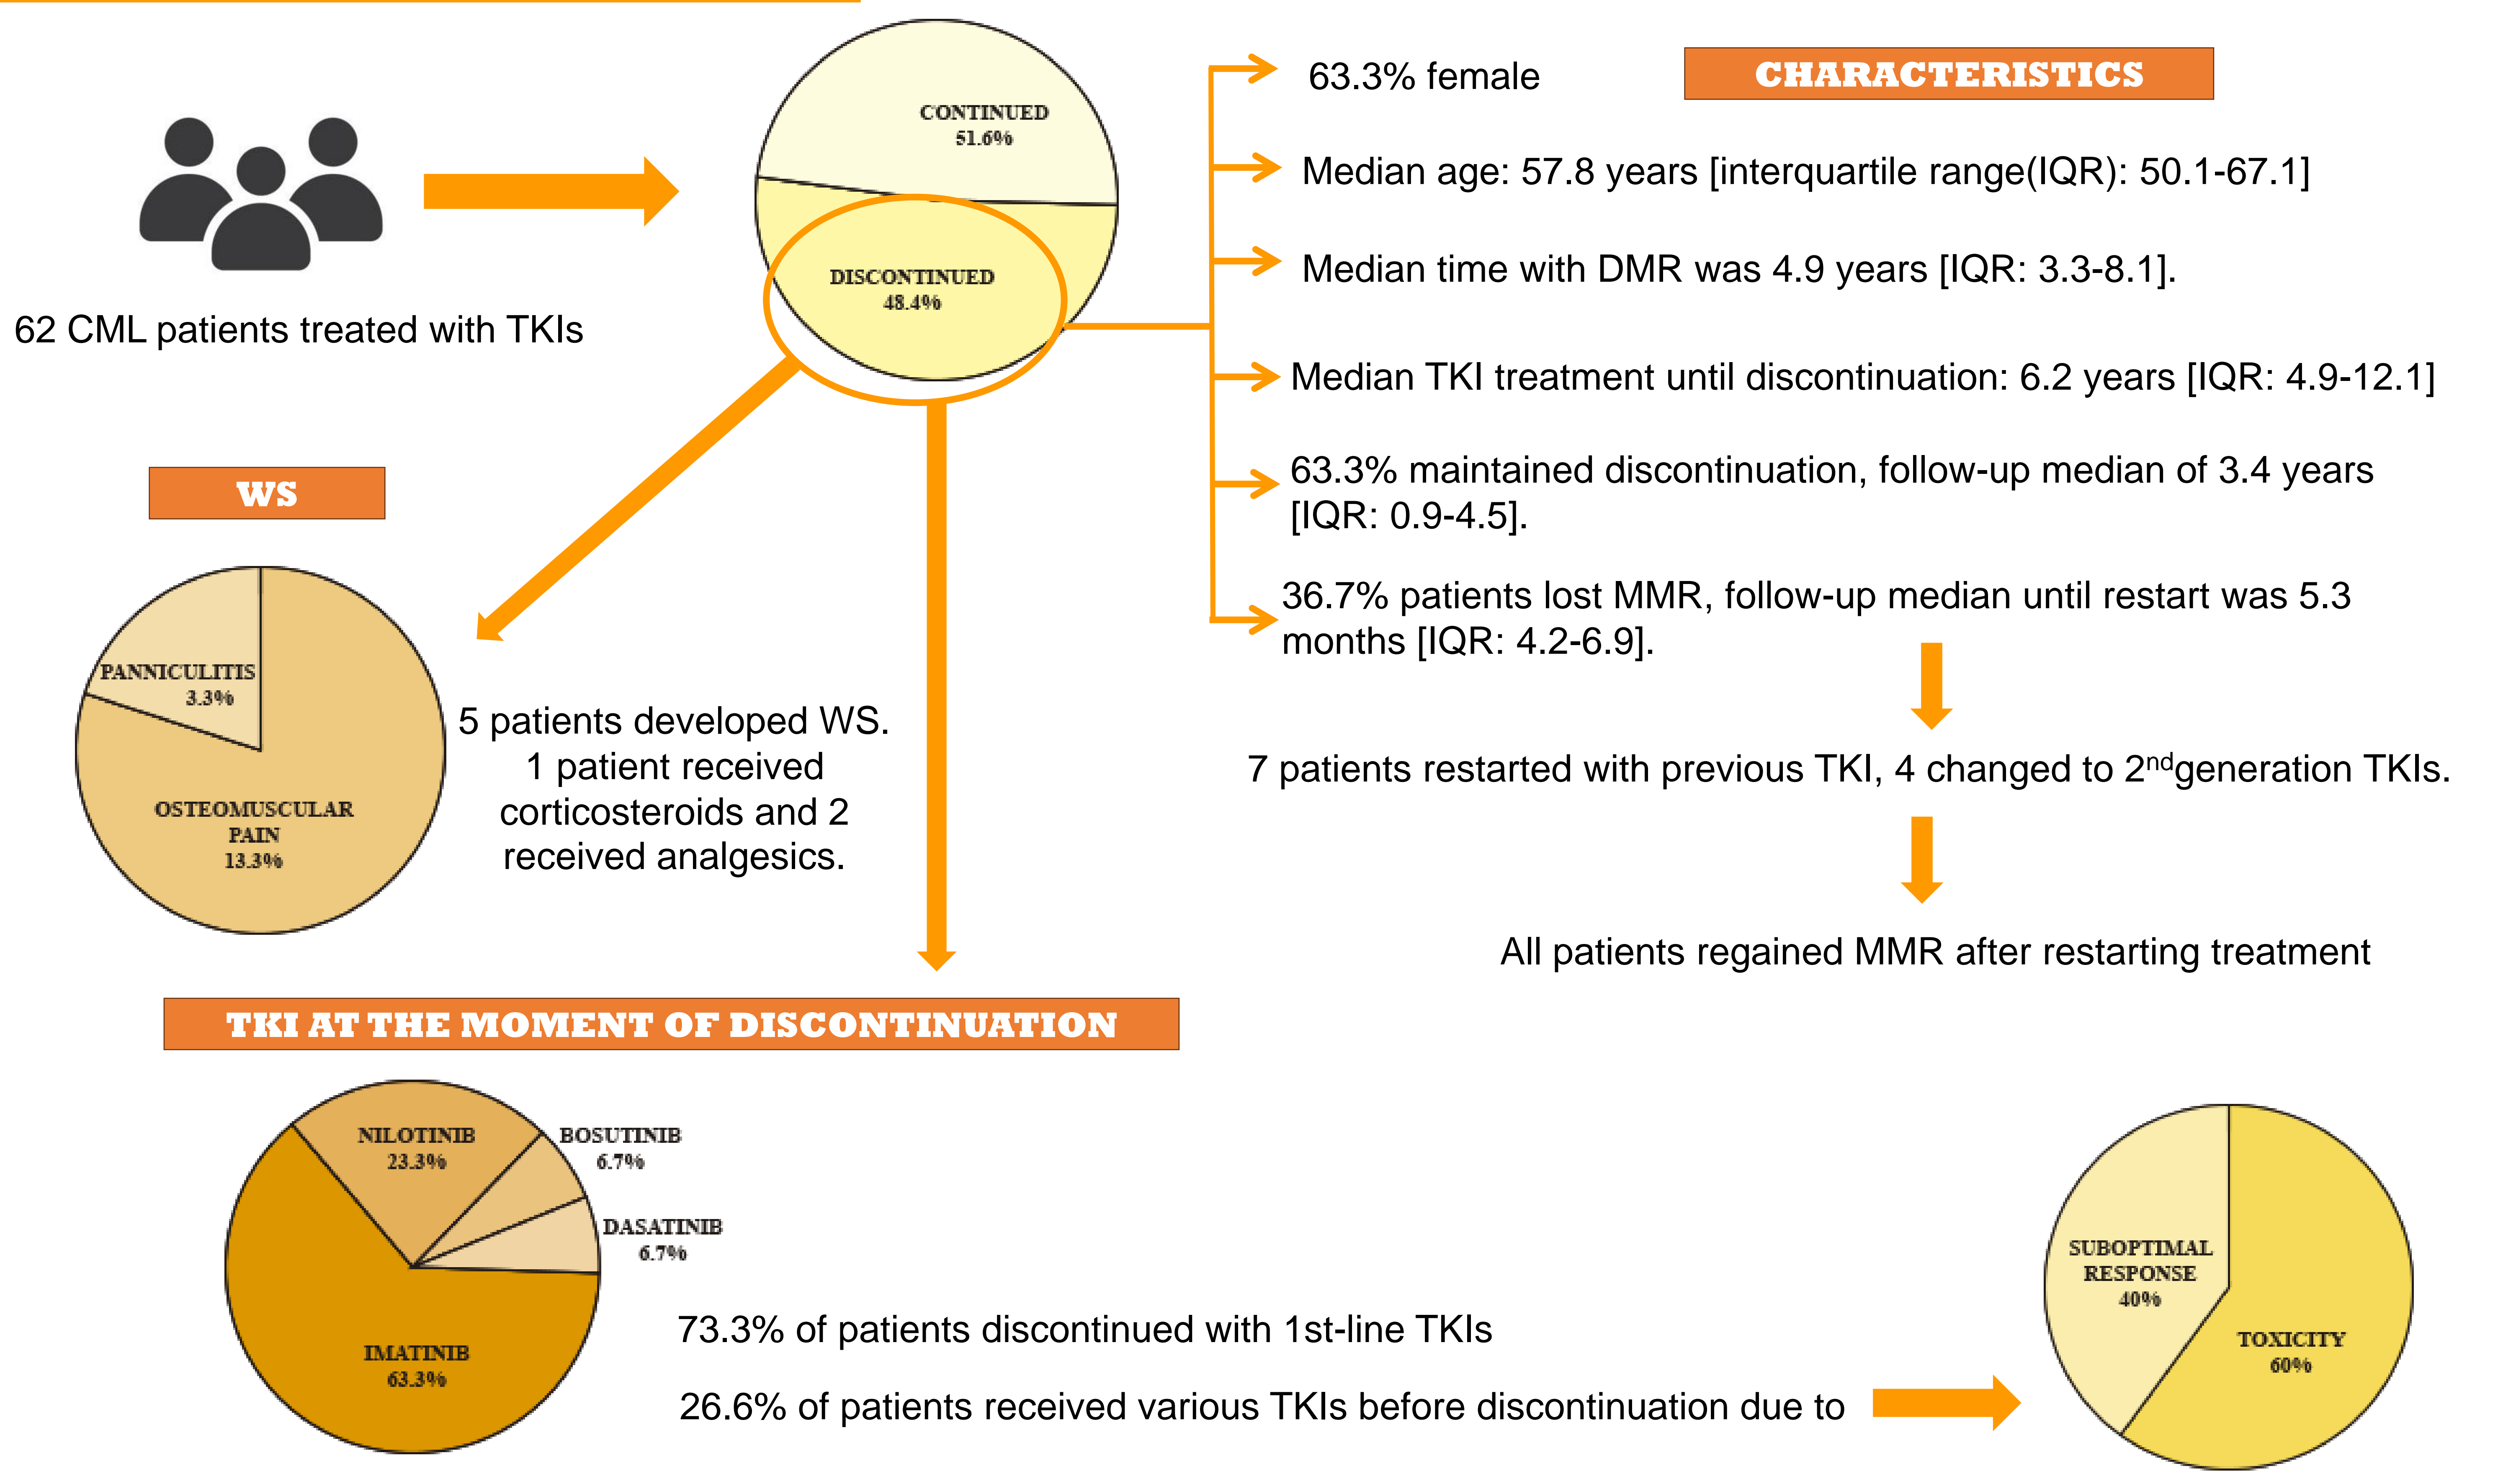 62 CML patients treated with TKIs
CONTINUED
51.6%
DISCONTINUED
48.4%
CHARACTERISTICS
63.3% female
Median age: 57.8 years [interquartile range(IQR): 50.1-67.1]
Median time with DMR was 4.9 years [IQR: 3.3-8.1].
Median TKI treatment until discontinuation: 6.2 years [IQR: 4.9-12.1]
63.3% maintained discontinuation, follow-up median of 3.4 years
[IQR: 0.9-4.5].
36.7% patients lost MMR, follow-up median until restart was 5.3
months [IQR: 4.2-6.9].
7 patients restarted with previous TKI, 4 changed to 2ndgeneration TKIs.
All patients regained MMR after restarting treatment
WS
PANNICULITIS
3.3%
OSTEOMUSCULAR
PAIN
13.3%
5 patients developed WS.
1 patient received
corticosteroids and 2
received analgesics.
TKI AT THE MOMENT OF DISCONTINUATION
NILOTINIB
23.3%
BOSUTINIB
6.7%
DASATINIB
6.7%
IMATINIB
63.3%
73.3% of patients discontinued with 1st-line TKIs
26.6% of patients received various TKIs before discontinuation due to
SUBOPTIMAL
RESPONSE
40%
TOXICITY
60%